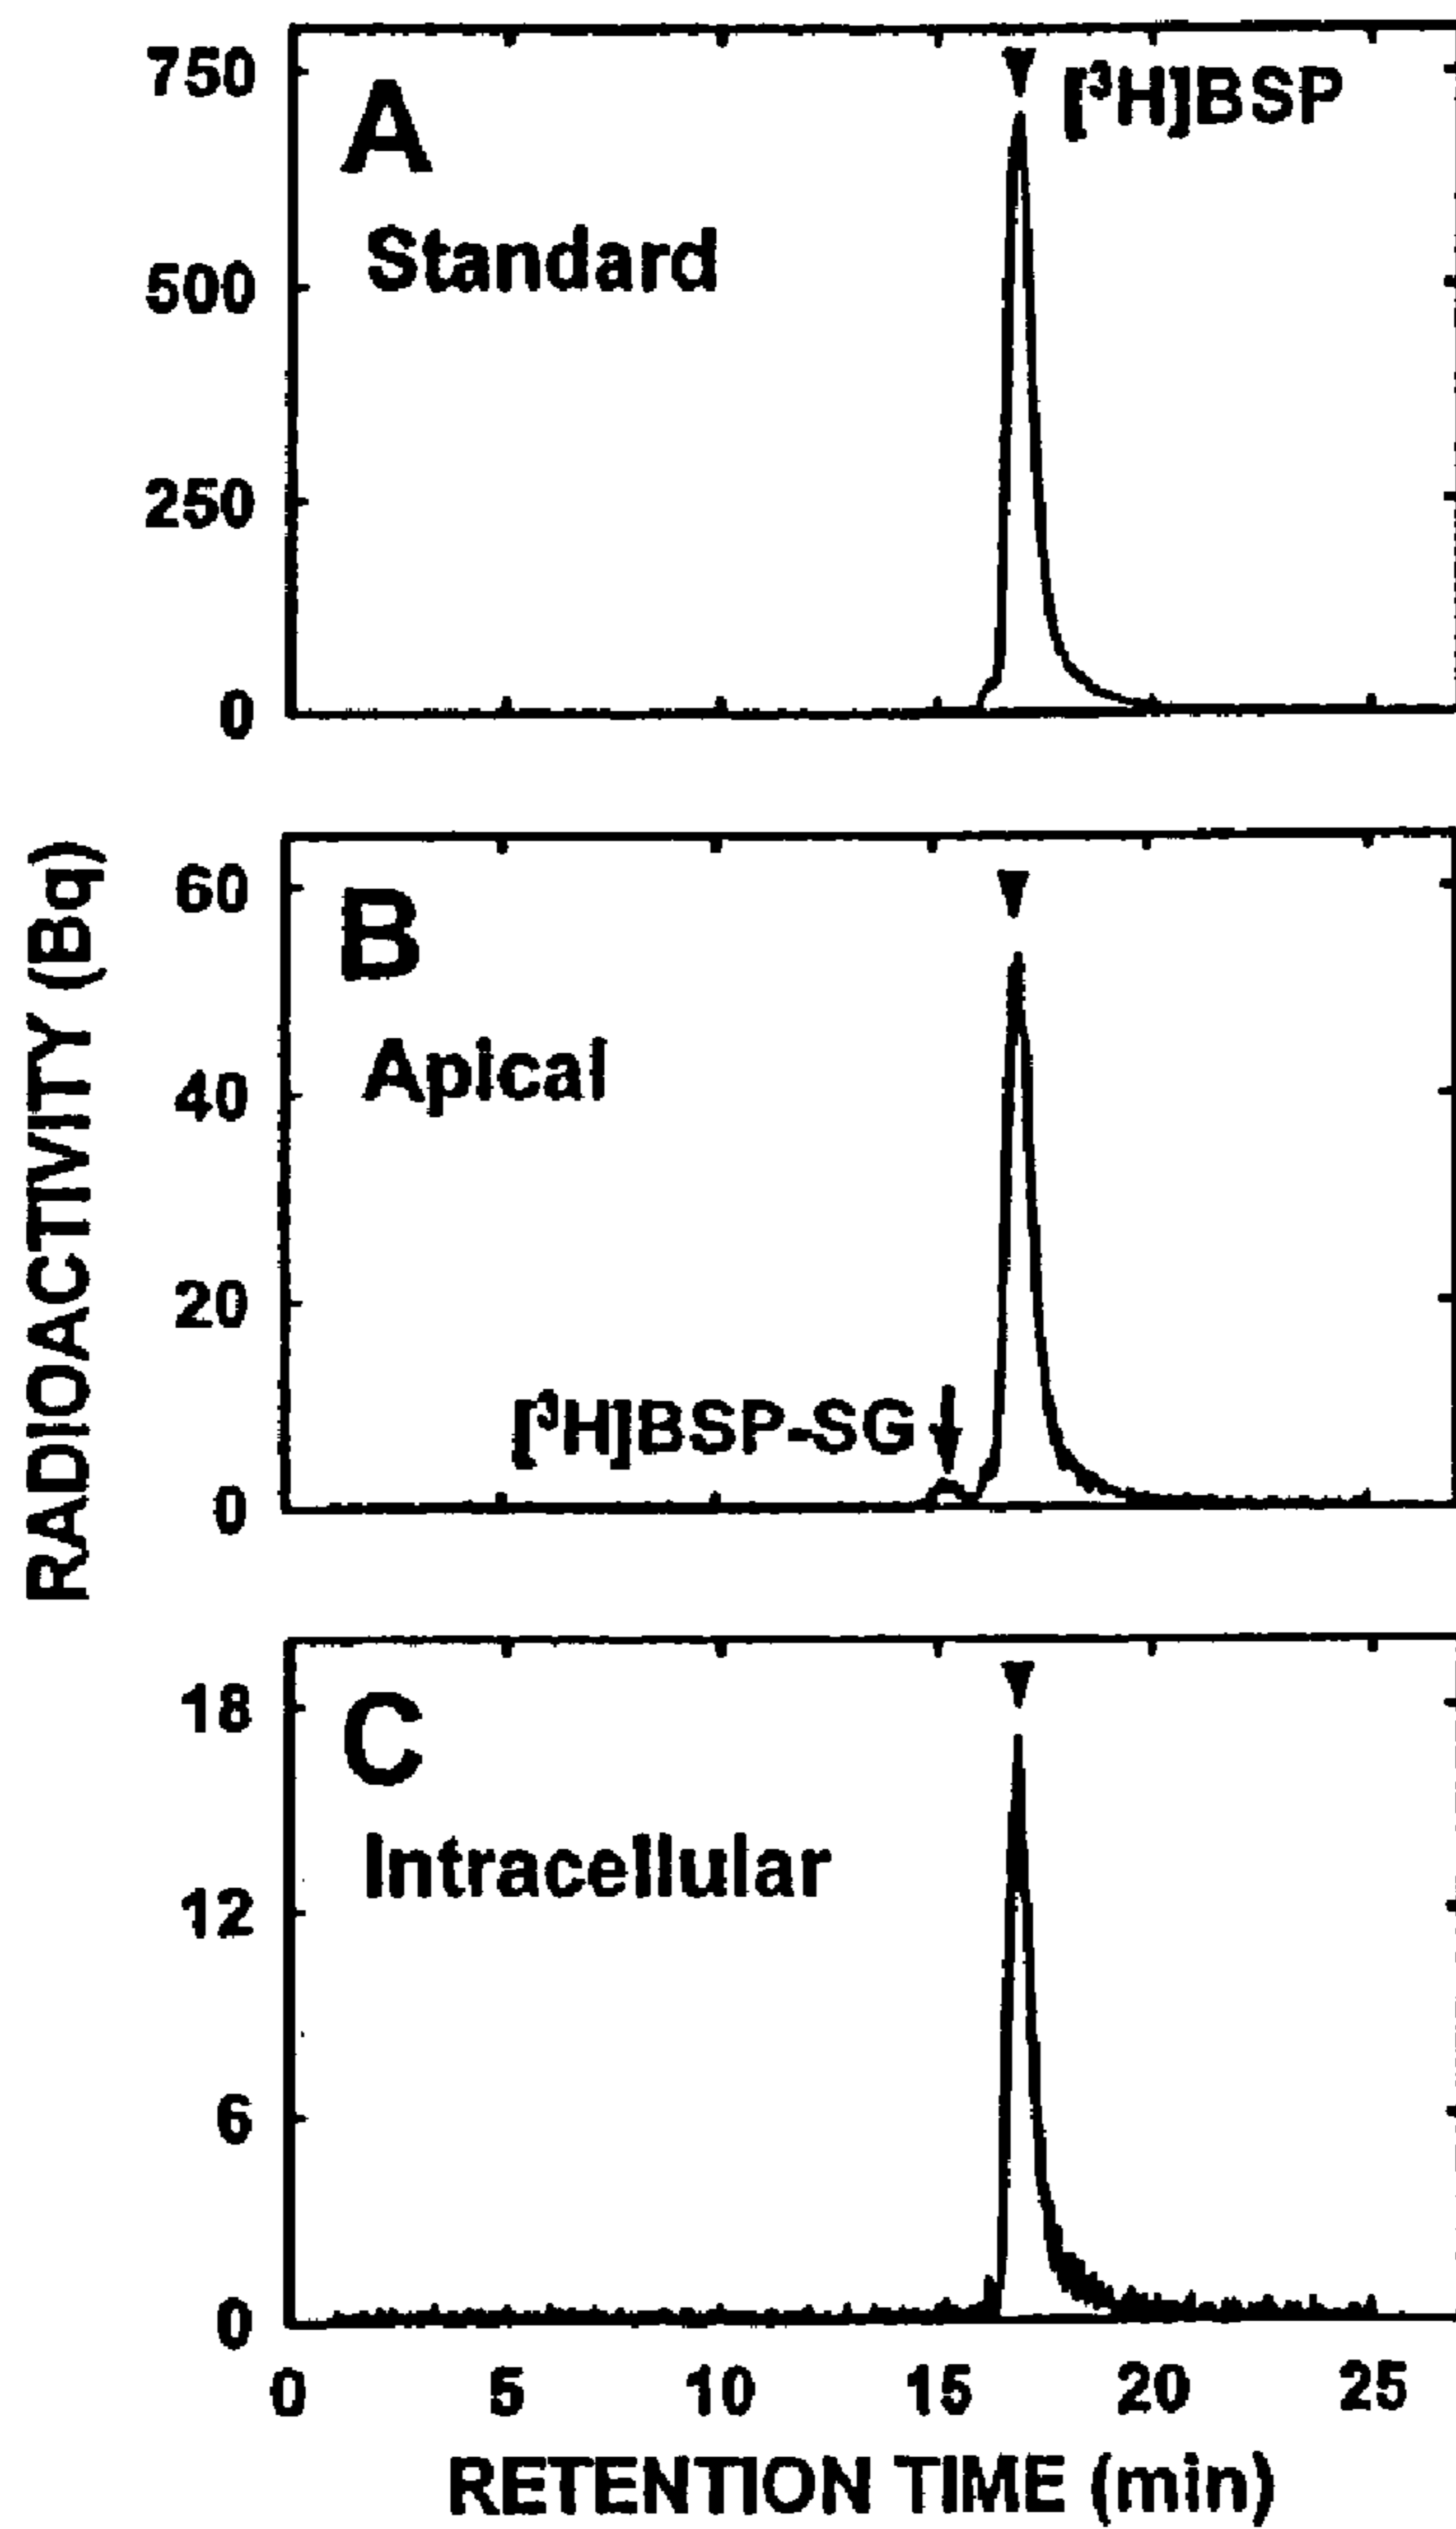 750
A
[³H]BSP
Standard
500
250
0
RADIOACTIVITY (Bq)
60
B
Apical
40
20
[³H]BSP-SG
0
18
C
Intracellular
12
6
0
0 5 10 15 20 25
RETENTION TIME (min)